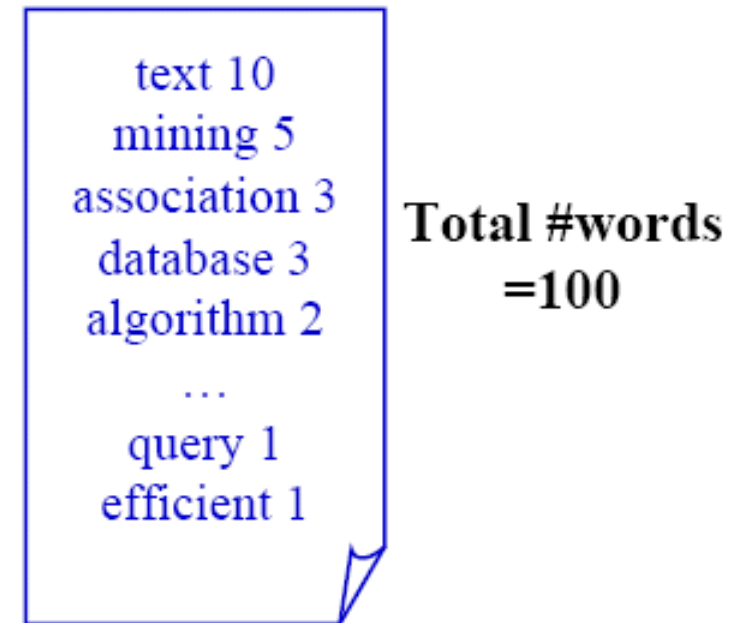 text 10
mining 5
association 3
database 3
algorithm 2
...
query 1
efficient 1
Total #words
=100